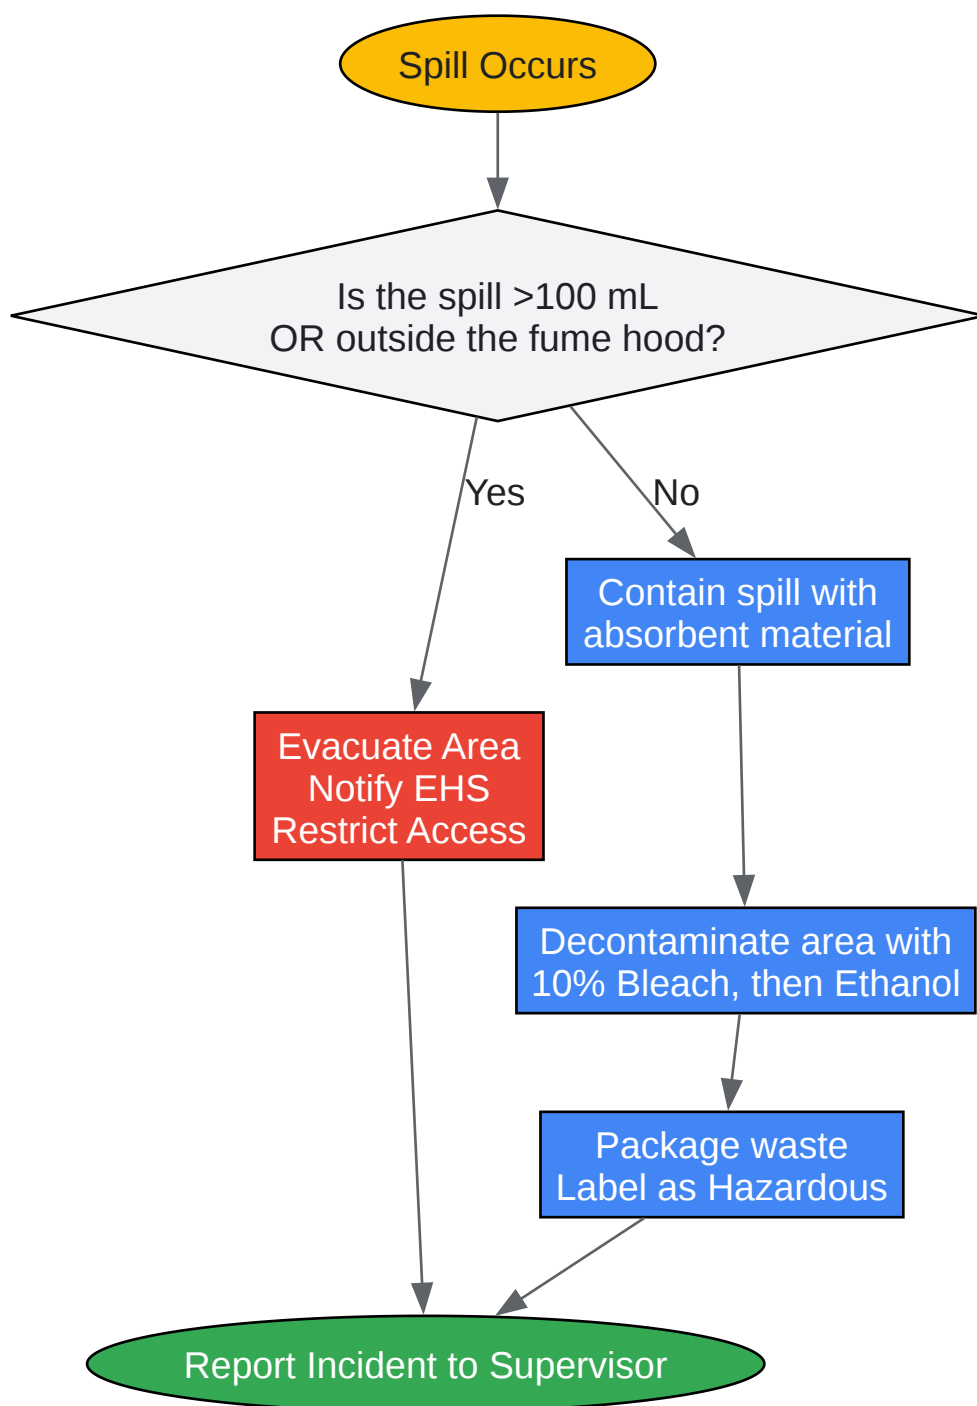 Spill Occurs
Is the spill >100 mL
OR outside the fume hood?
Yes
No
Contain spill with
absorbent material
Evacuate Area
Notify EHS
Restrict Access
Decontaminate area with
10% Bleach, then Ethanol
Package waste
Label as Hazardous
Report Incident to Supervisor